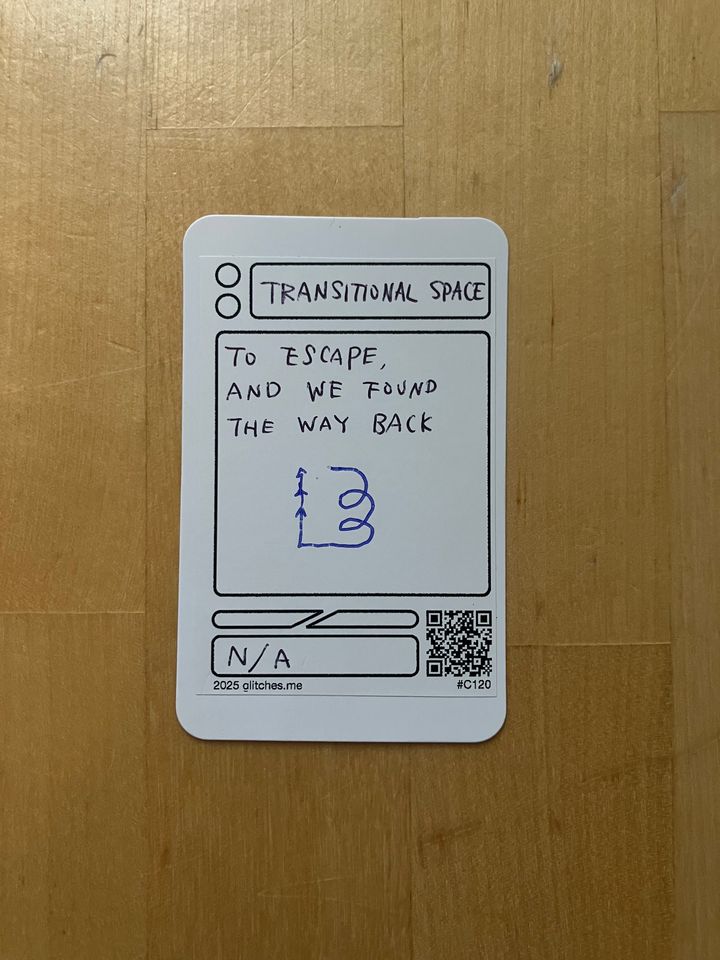 TRANSITIONAL SPACE
TO ESCAPE,
AND WE FOUND
THE WAY BACK
N/A
2025 glitches.me
#C120